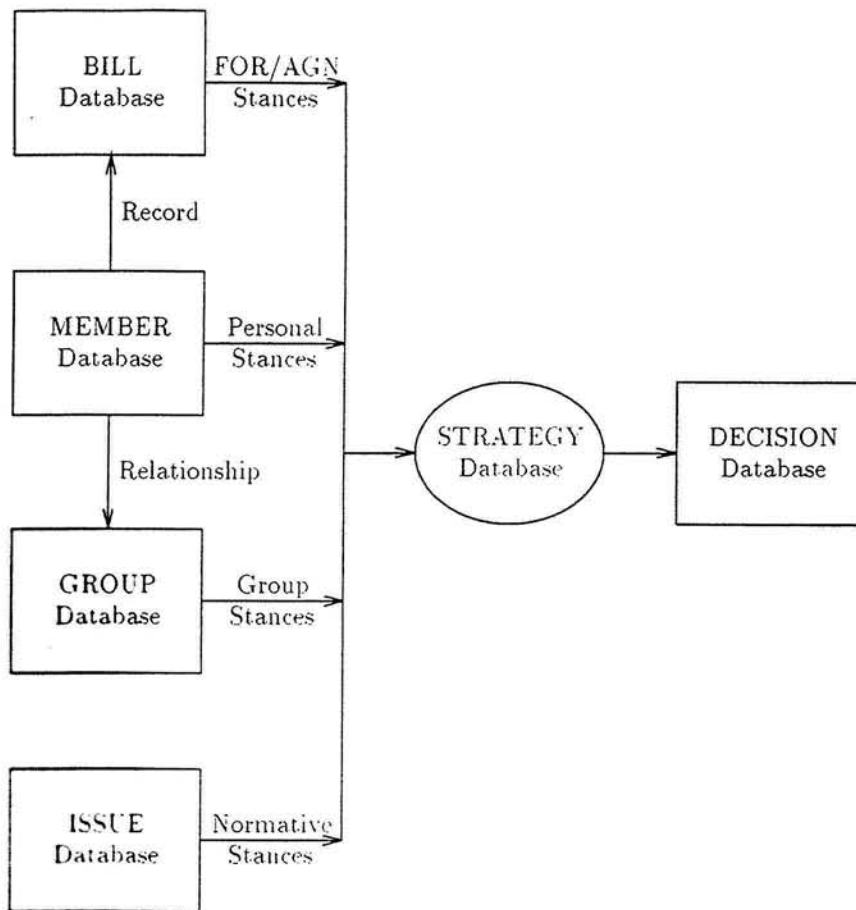 BILL
Database
FOR/AGN
Stances
Record
MEMBER
Database
Personal
Stances
STRATEGY
Database
DECISION
Database
Relationship
GROUP
Database
Group
Stances
ISSUE
Database
Normative
Stances